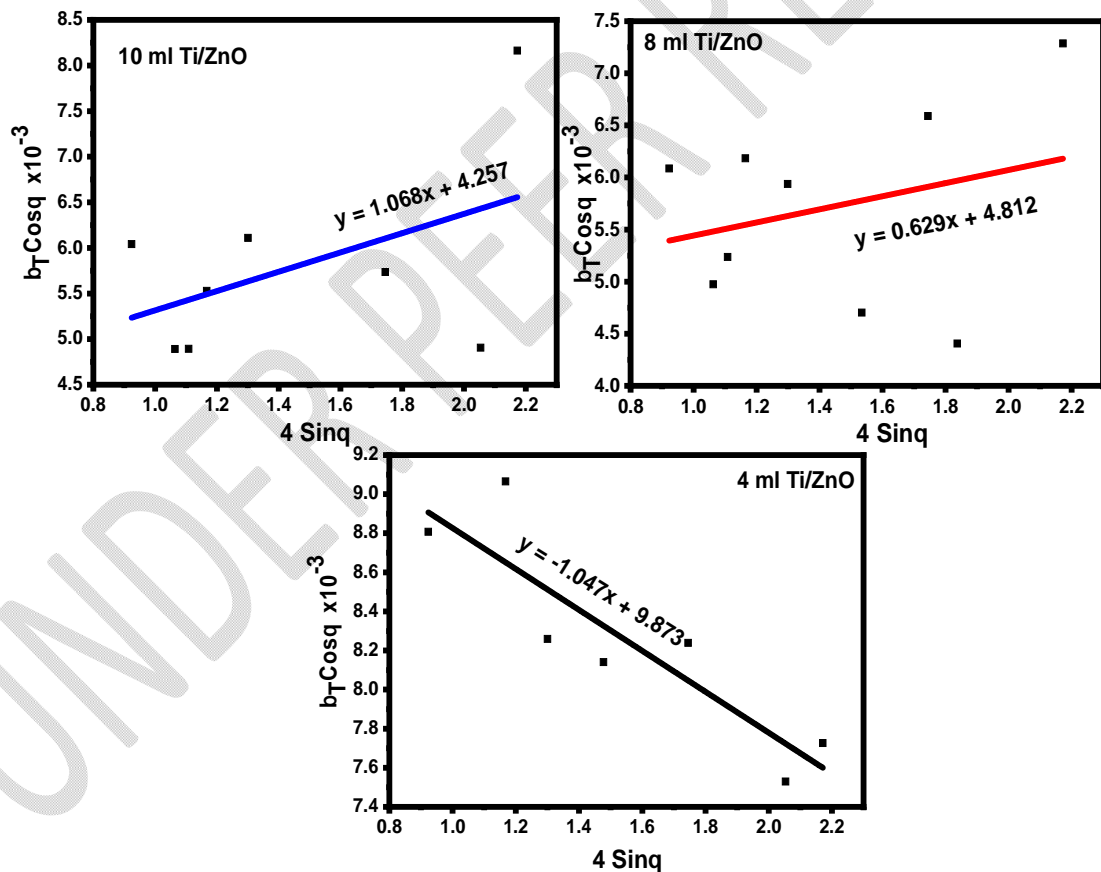 10 ml Ti/ZnO
8.5
8.0
7.5
7.0
6.5
6.0
5.5
5.0
4.5
bTCosq x10-3
y = 1.068x + 4.257
0.8 1.0 1.2 1.4 1.6 1.8 2.0 2.2
4 Sinq
8 ml Ti/ZnO
7.5
7.0
6.5
6.0
5.5
5.0
4.5
4.0
bTCosq x10-3
y = 0.629x + 4.812
0.8 1.0 1.2 1.4 1.6 1.8 2.0 2.2
4 Sinq
4 ml Ti/ZnO
9.2
9.0
8.8
8.6
8.4
8.2
8.0
7.8
7.6
7.4
bTCosq x10-3
y = -1.047x + 9.873
0.8 1.0 1.2 1.4 1.6 1.8 2.0 2.2
4 Sinq
UNDER PEER RE